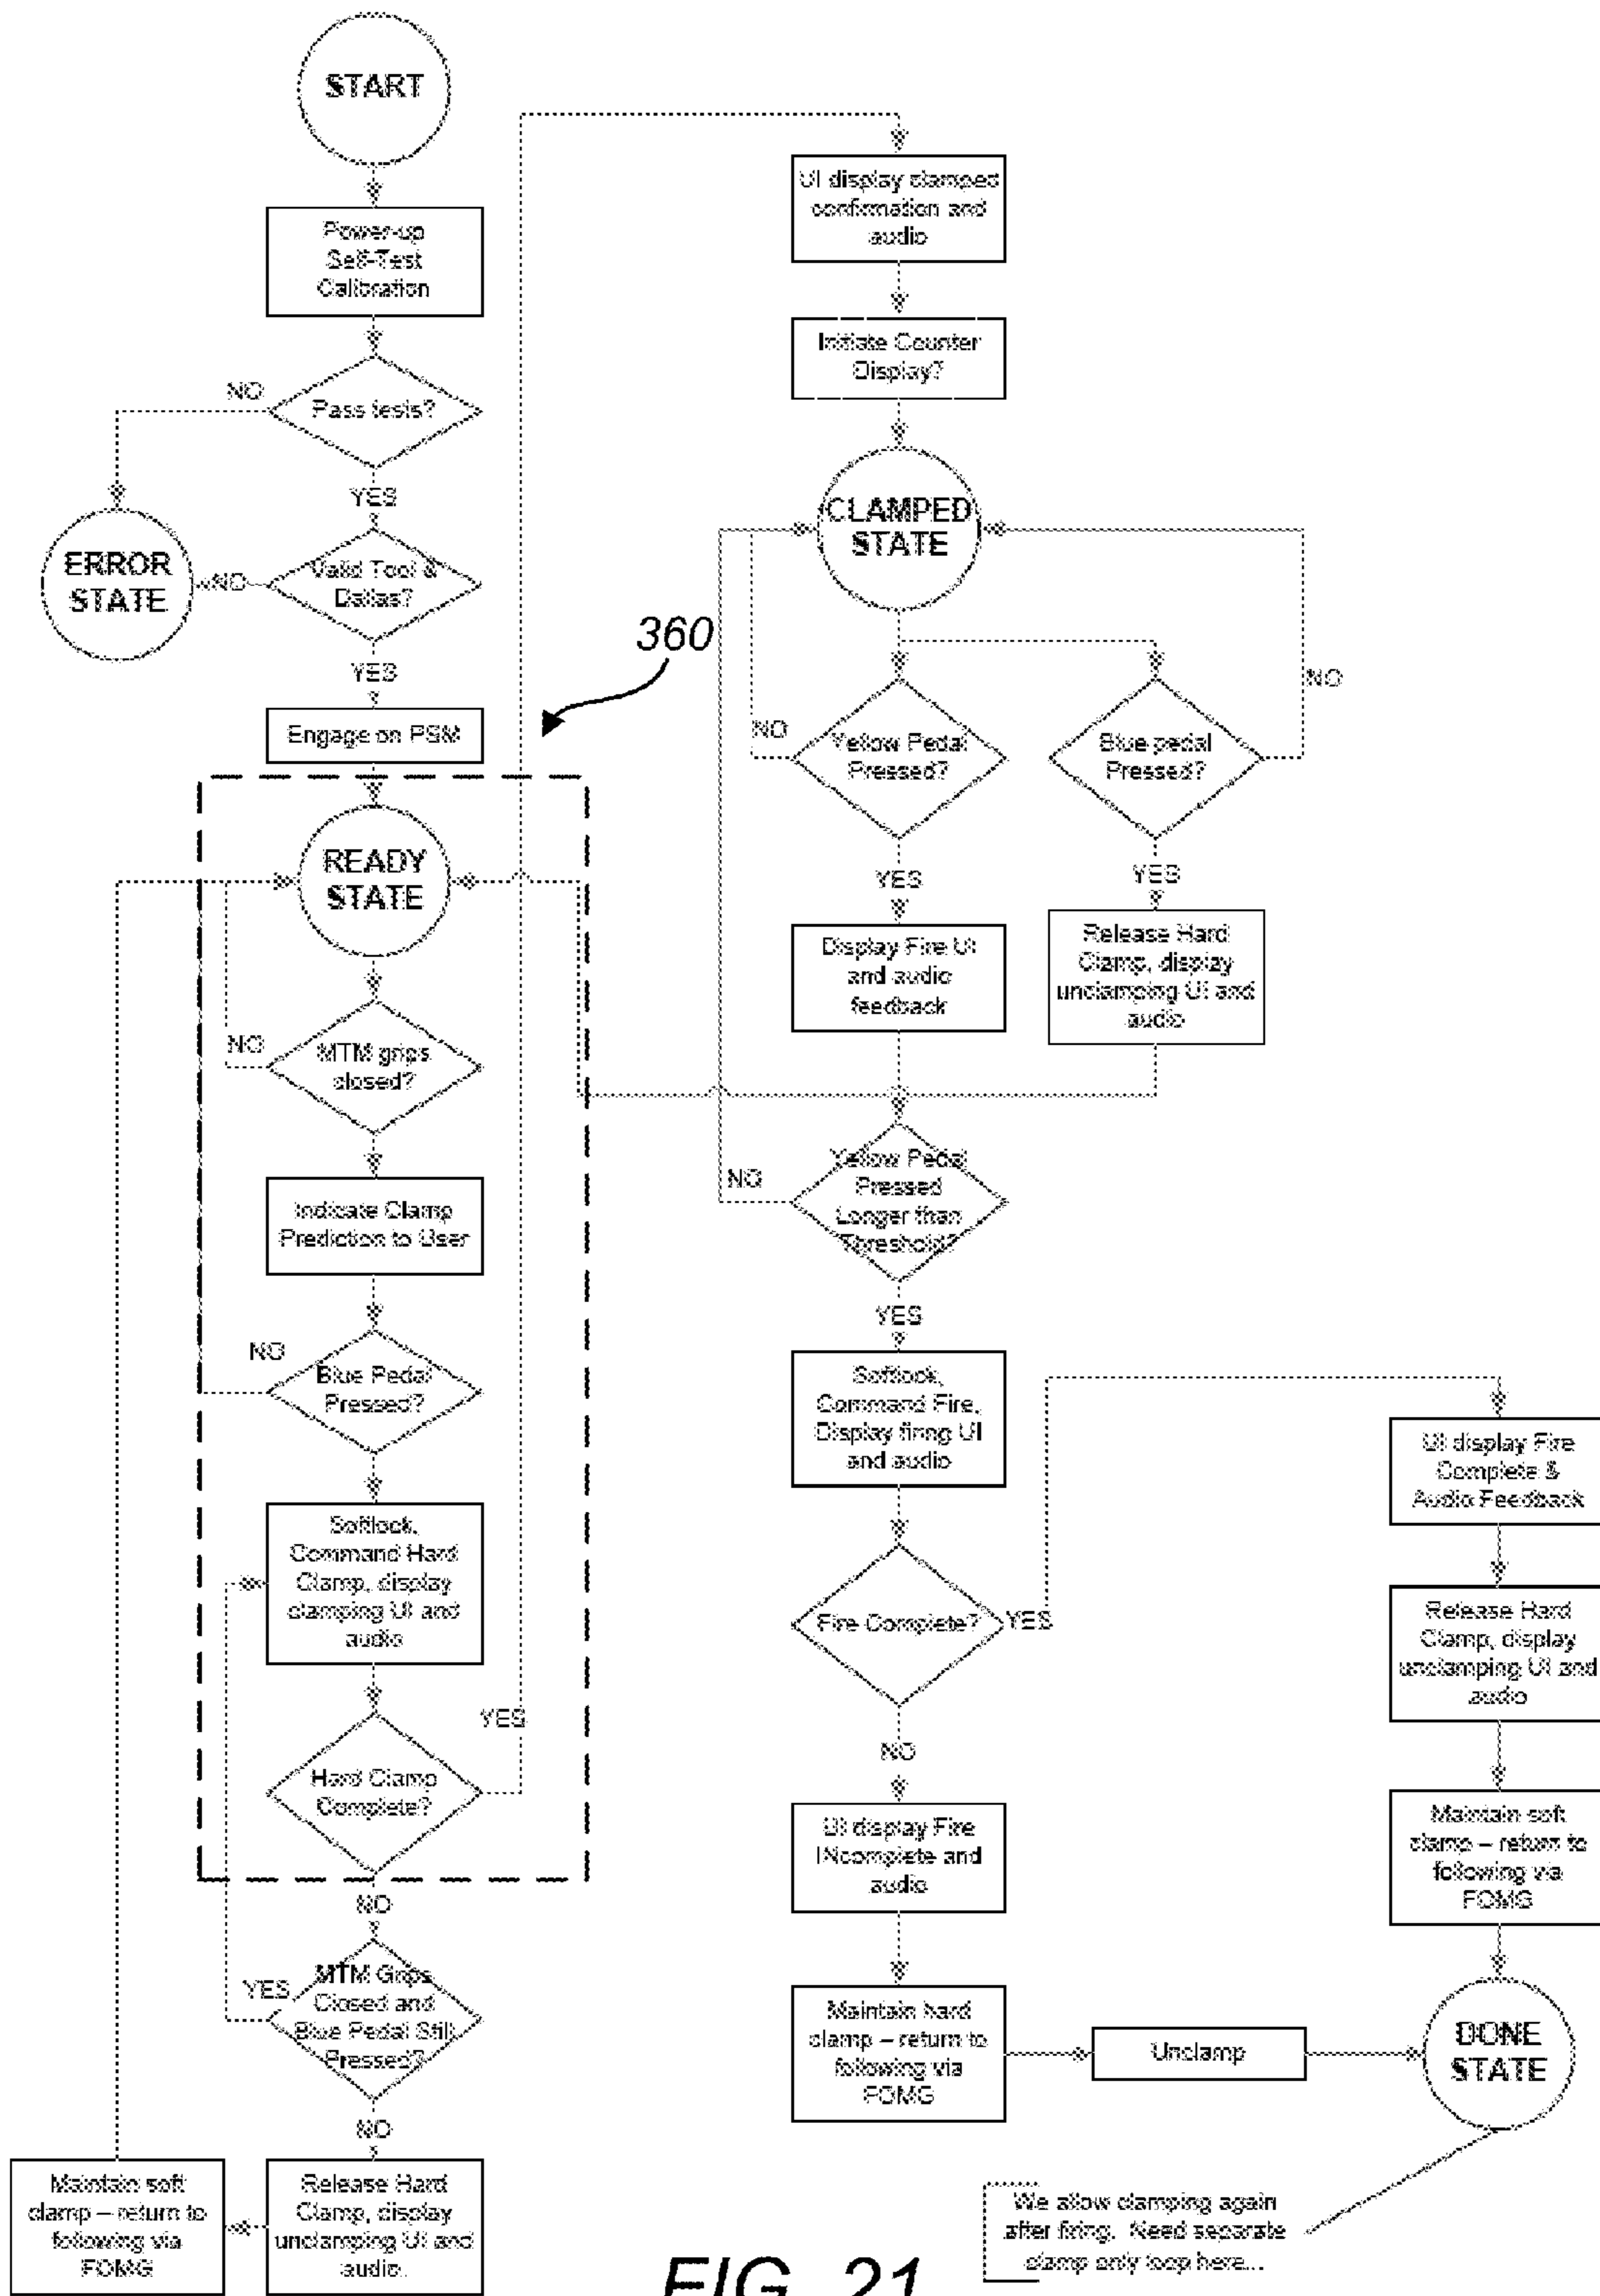 START
Power-up
Self-Test
Calibration
Pass tests?
NO
YES
ERROR
STATE
NO
Valid Tool &
Dallas?
YES
Engage on PSM
360
READY
STATE
NO
MTM grips
closed?
Indicate Clamp
Prediction to User
NO
Blue Pedal
Pressed?
Softlock,
Command Hard
Clamp, display
clamping UI and
audio
YES
Hard Clamp
Complete?
NO
YES
MTM Grips
Closed and
Blue Pedal Still
Pressed?
NO
Release Hard
Clamp, display
unclamping UI and
audio.
Maintain soft
clamp – return to
following via
FOMG
UI display clamped
confirmation and
audio
Initiate Counter
Display?
CLAMPED
STATE
NO
Yellow Pedal
Pressed?
Blue pedal
Pressed?
NO
YES
YES
Display Fire UI
and audio
feedback
Release Hard
Clamp, display
unclamping UI and
audio
NO
Yellow Pedal
Pressed
Longer than
Threshold?
YES
Softlock,
Command Fire,
Display firing UI
and audio
Fire Complete?
YES
NO
UI display Fire
INcomplete and
audio
Maintain hard
clamp – return to
following via
FOMG
Unclamp
UI display Fire
Complete &
Audio Feedback
Release Hard
Clamp, display
unclamping UI and
audio
Maintain soft
clamp – return to
following via
FOMG
DONE
STATE
We allow clamping again
after firing. Need separate
clamp only loop here...
FIG. 21